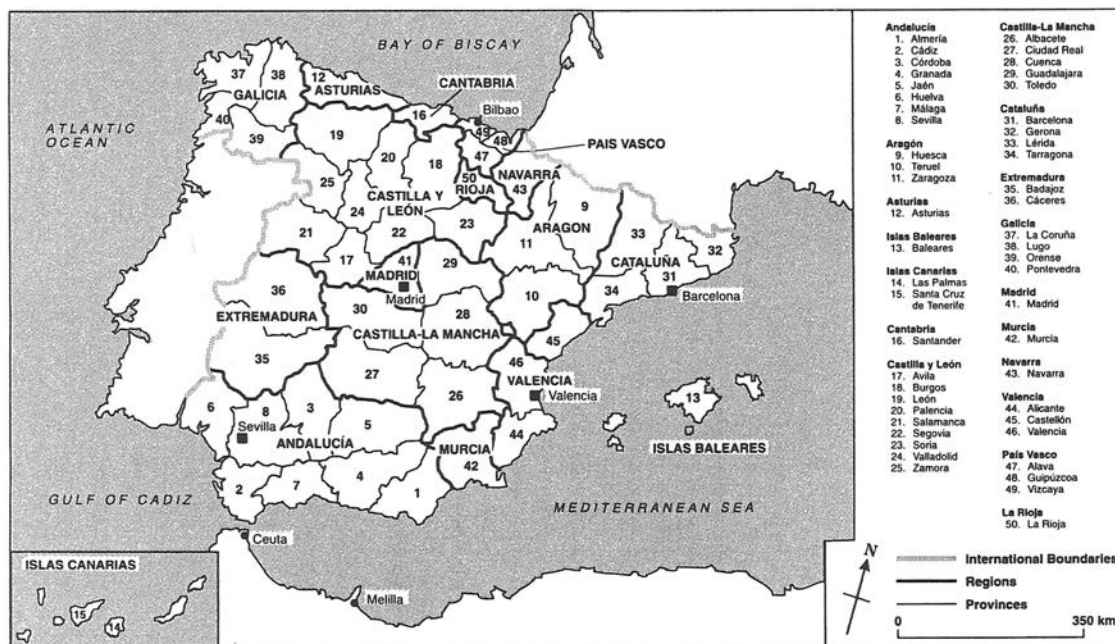 BAY OF BISCAY
ATLANTIC
OCEAN
37
38
GALICIA
12
ASTURIAS
CANTABRIA
16
Bilbao
40
39
19
20
18
49
48
47
PAIS VASCO
50
RIOJA
NAVARRA
43
25
CASTILLA Y
LEÓN
24
22
23
9
ARAGON
11
33
32
CATALUÑA
31
34
Barcelona
21
17
41
MADRID
Madrid
29
10
36
EXTREMADURA
30
28
CASTILLA-LA MANCHA
45
35
27
46
VALENCIA
Valencia
26
13
ISLAS BALEARES
6
8
Sevilla
3
5
ANDALUCÍA
44
MURCIA
42
2
7
4
1
GULF OF CADIZ
MEDITERRANEAN SEA
Ceuta
Melilla
ISLAS CANARIAS
15
14
Andalucía
1. Almería
2. Cádiz
3. Córdoba
4. Granada
5. Jaén
6. Huelva
7. Málaga
8. Sevilla
Aragón
9. Huesca
10. Teruel
11. Zaragoza
Asturias
12. Asturias
Islas Baleares
13. Baleares
Islas Canarias
14. Las Palmas
15. Santa Cruz
de Tenerife
Cantabria
16. Santander
Castilla y León
17. Avila
18. Burgos
19. León
20. Palencia
21. Salamanca
22. Segovia
23. Soria
24. Valladolid
25. Zamora
Castilla-La Mancha
26. Albacete
27. Ciudad Real
28. Cuenca
29. Guadalajara
30. Toledo
Cataluña
31. Barcelona
32. Gerona
33. Lérida
34. Tarragona
Extremadura
35. Badajoz
36. Cáceres
Galicia
37. La Coruña
38. Lugo
39. Orense
40. Pontevedra
Madrid
41. Madrid
Murcia
42. Murcia
Navarra
43. Navarra
Valencia
44. Alicante
45. Castellón
46. Valencia
País Vasco
47. Alava
48. Guipúzcoa
49. Vizcaya
La Rioja
50. La Rioja
N
International Boundaries
Regions
Provinces
0
350 km